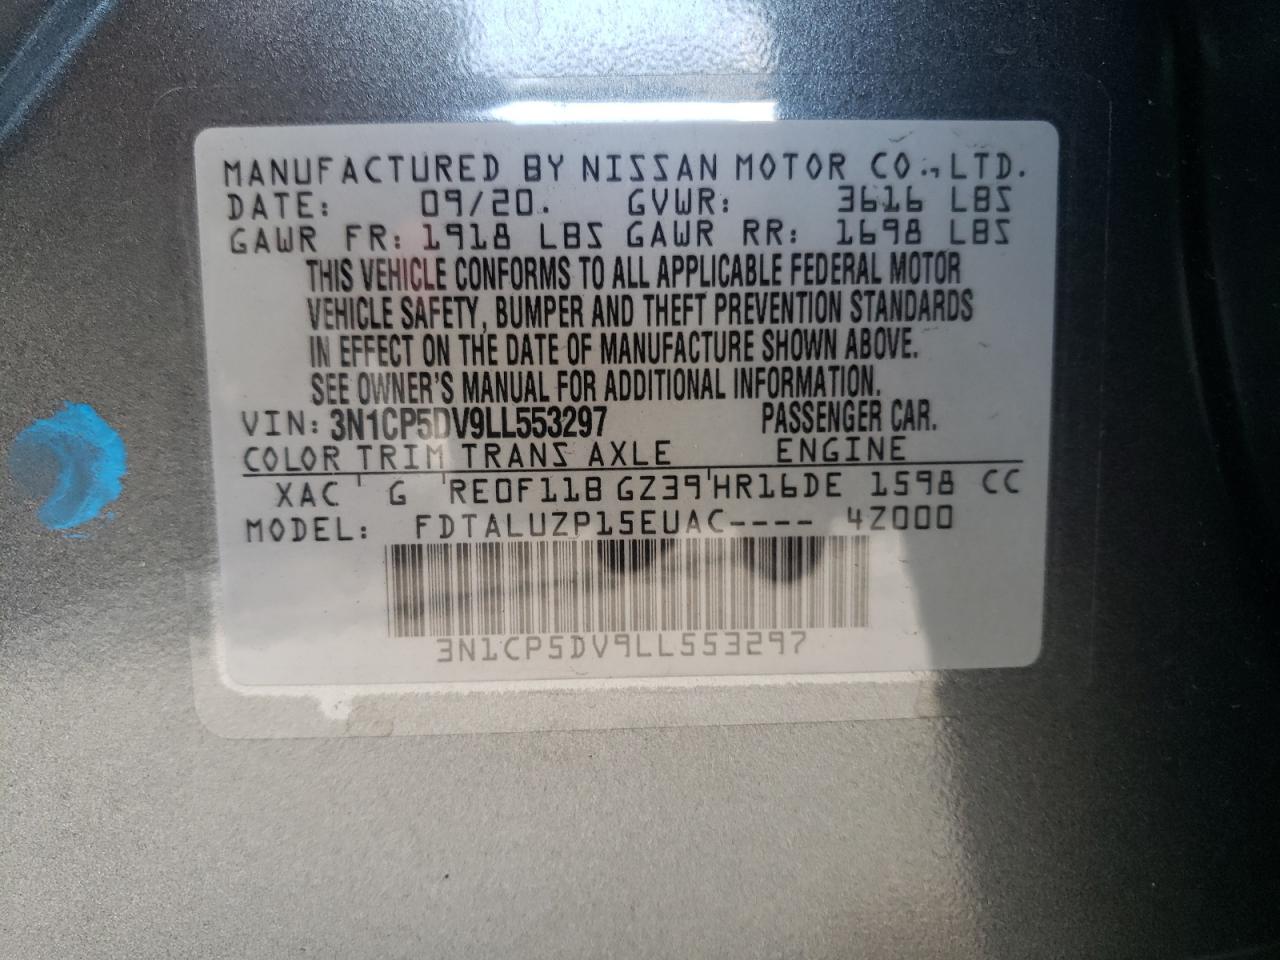 MANUFACTURED BY NISSAN MOTOR CO., LTD.
DATE: 09/20. GVWR: 3616 LBS
GAWR FR: 1918 LBS GAWR RR: 1698 LBS
THIS VEHICLE CONFORMS TO ALL APPLICABLE FEDERAL MOTOR
VEHICLE SAFETY, BUMPER AND THEFT PREVENTION STANDARDS
IN EFFECT ON THE DATE OF MANUFACTURE SHOWN ABOVE.
SEE OWNER'S MANUAL FOR ADDITIONAL INFORMATION.
VIN: 3N1CP5DV9LL553297 PASSENGER CAR.
COLOR TRIM TRANS AXLE ENGINE
XAC ' G 'RE0F11B GZ39'HR16DE 1598 CC
MODEL: FDTALUZP15EUAC---- 4Z000
3N1CP5DV9LL553297